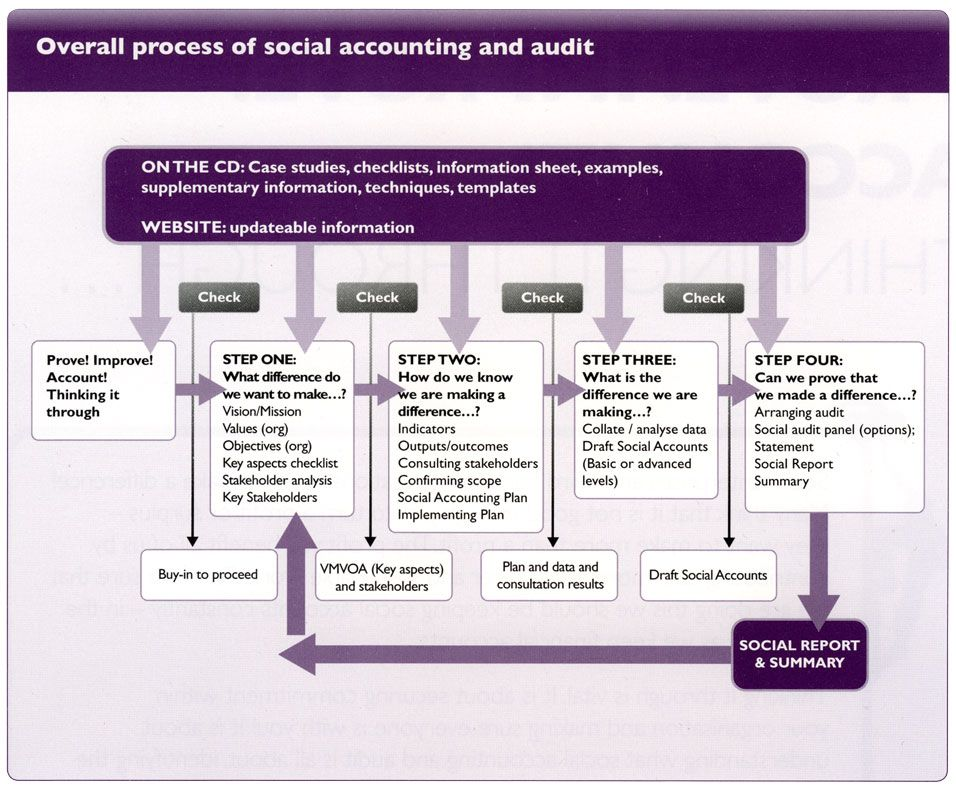 Overall process of social accounting and audit
ON THE CD: Case studies, checklists, information sheet, examples,
supplementary information, techniques, templates
WEBSITE: updateable information
Check
Check
Check
Check
Prove! Improve!
Account!
Thinking it
through
STEP ONE:
What difference do
we want to make…?
Vision/Mission
Values (org)
Objectives (org)
Key aspects checklist
Stakeholder analysis
Key Stakeholders
STEP TWO:
How do we know
we are making a
difference…?
Indicators
Outputs/outcomes
Consulting stakeholders
Confirming scope
Social Accounting Plan
Implementing Plan
STEP THREE:
What is the
difference we are
making…?
Collate / analyse data
Draft Social Accounts
(Basic or advanced
levels)
STEP FOUR:
Can we prove that
we made a difference…?
Arranging audit
Social audit panel (options);
Statement
Social Report
Summary
Buy-in to proceed
VMVOA (Key aspects)
and stakeholders
Plan and data and
consultation results
Draft Social Accounts
SOCIAL REPORT
& SUMMARY